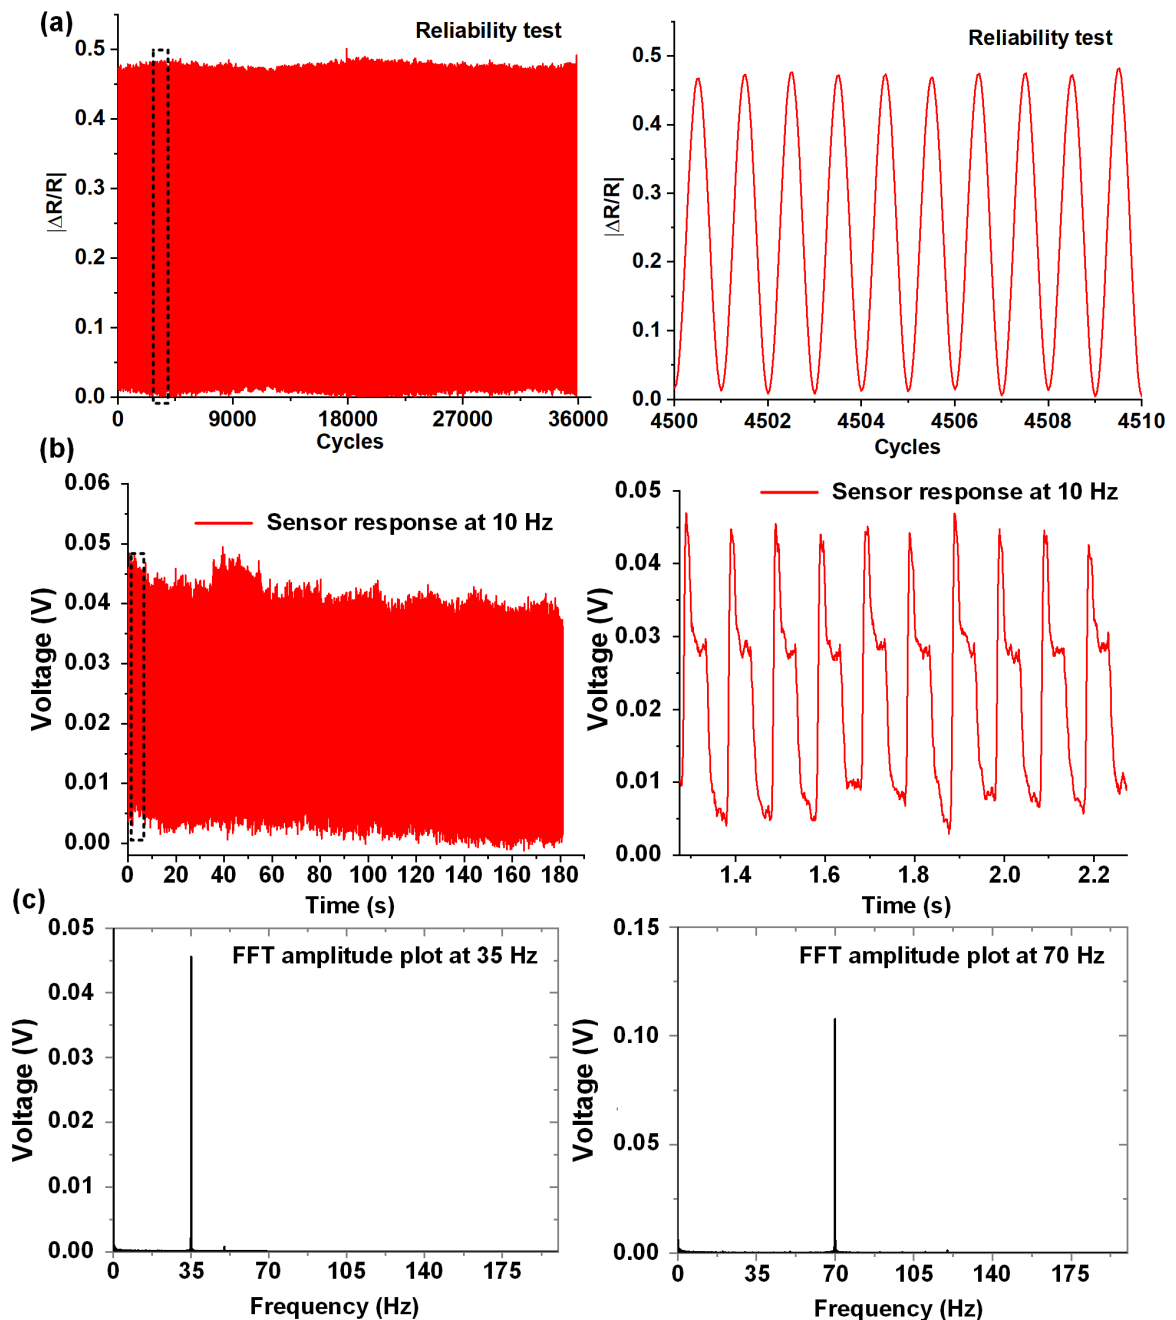 (a)
Reliability test
|ΔR/R|
0.5
0.4
0.3
0.2
0.1
0.0
0 9000 18000 27000 36000
Cycles
Reliability test
|ΔR/R|
0.5
0.4
0.3
0.2
0.1
0.0
4500 4502 4504 4506 4508 4510
Cycles
(b)
Sensor response at 10 Hz
Voltage (V)
0.06
0.05
0.04
0.03
0.02
0.01
0.00
0 20 40 60 80 100 120 140 160 180
Time (s)
Sensor response at 10 Hz
Voltage (V)
0.05
0.04
0.03
0.02
0.01
0.00
1.4 1.6 1.8 2.0 2.2
Time (s)
(c)
FFT amplitude plot at 35 Hz
Voltage (V)
0.05
0.04
0.03
0.02
0.01
0.00
0 35 70 105 140 175
Frequency (Hz)
FFT amplitude plot at 70 Hz
Voltage (V)
0.15
0.10
0.05
0.00
0 35 70 105 140 175
Frequency (Hz)